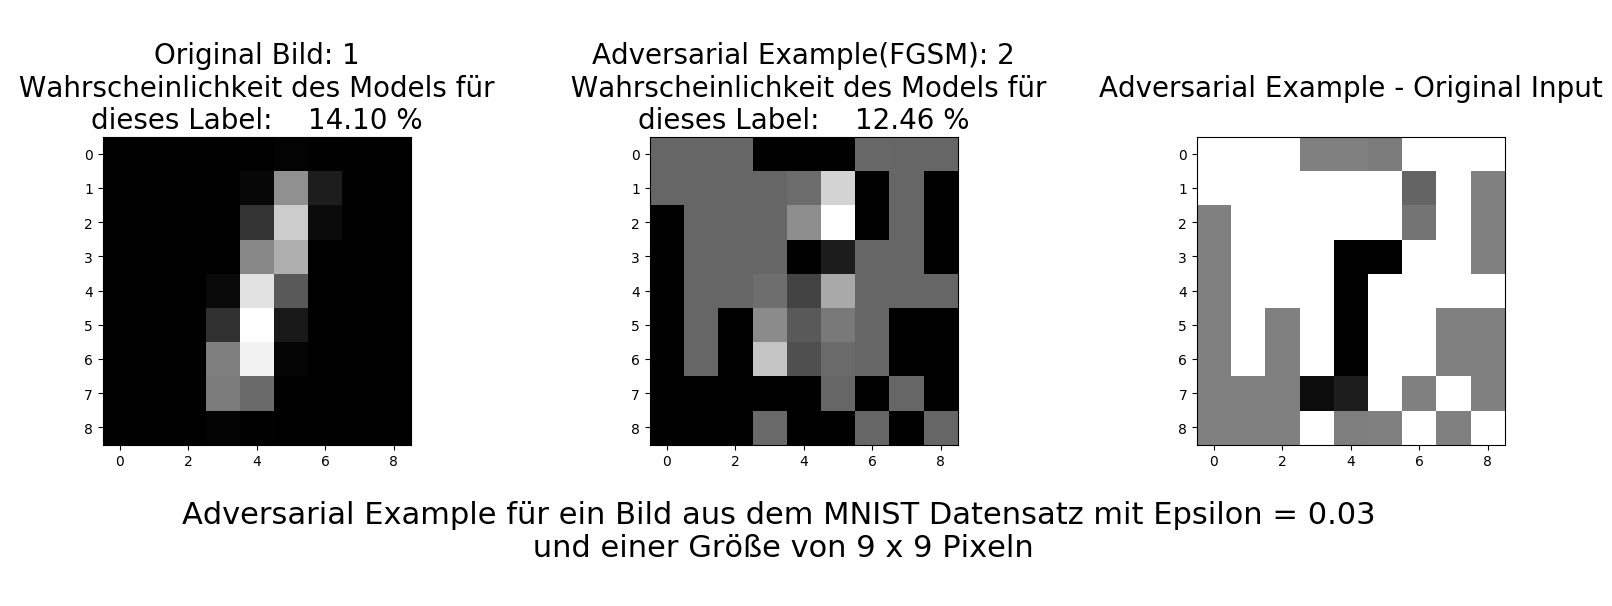 Original Bild: 1
Wahrscheinlichkeit des Models für
dieses Label:    14.10 %
0
1
2
3
4
5
6
7
8
0 2 4 6 8
Adversarial Example(FGSM): 2
Wahrscheinlichkeit des Models für
dieses Label:    12.46 %
0
1
2
3
4
5
6
7
8
0 2 4 6 8
Adversarial Example - Original Input
0
1
2
3
4
5
6
7
8
0 2 4 6 8
Adversarial Example für ein Bild aus dem MNIST Datensatz mit Epsilon = 0.03
und einer Größe von 9 x 9 Pixeln